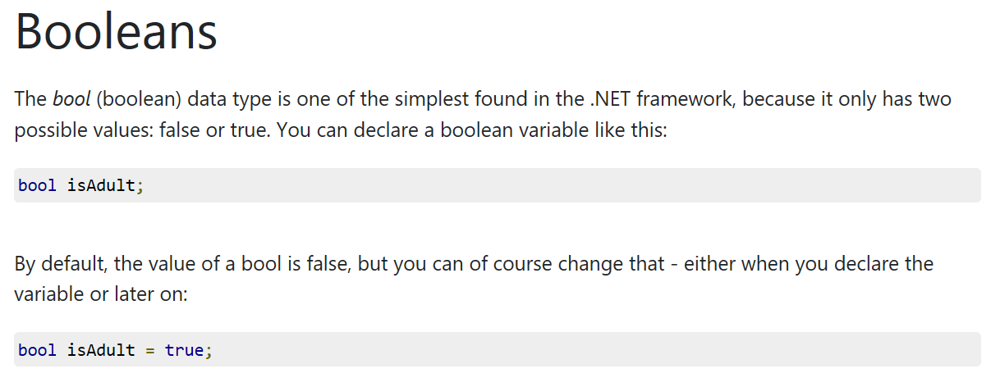 Booleans
The bool (boolean) data type is one of the simplest found in the .NET framework, because it only has two
possible values: false or true. You can declare a boolean variable like this:
bool isAdult;
By default, the value of a bool is false, but you can of course change that - either when you declare the
variable or later on:
bool isAdult = true;